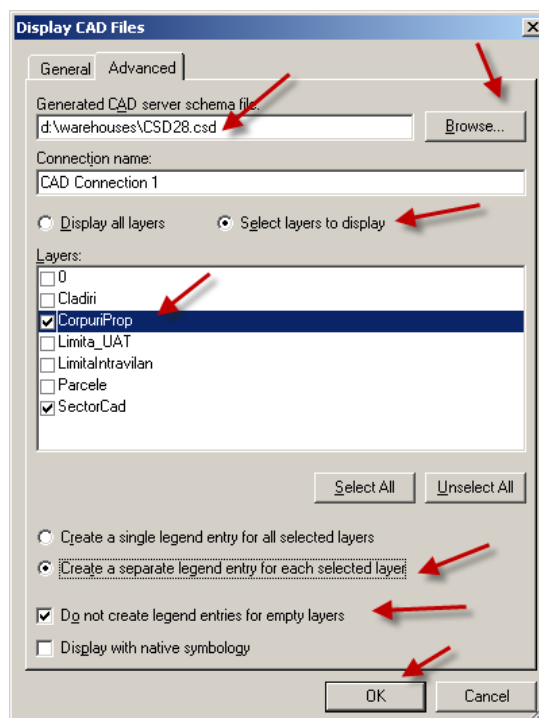 Display CAD Files
General Advanced
Generated CAD server schema file:
d:\warehouses\CSD28.csd
Browse...
Connection name:
CAD Connection 1
Display all layers Select layers to display
Layers:
0
Cladiri
CorpuriProp
Limita_UAT
LimitaIntravilan
Parcele
SectorCad
Select All Unselect All
Create a single legend entry for all selected layers
Create a separate legend entry for each selected layer
Do not create legend entries for empty layers
Display with native symbology
OK Cancel